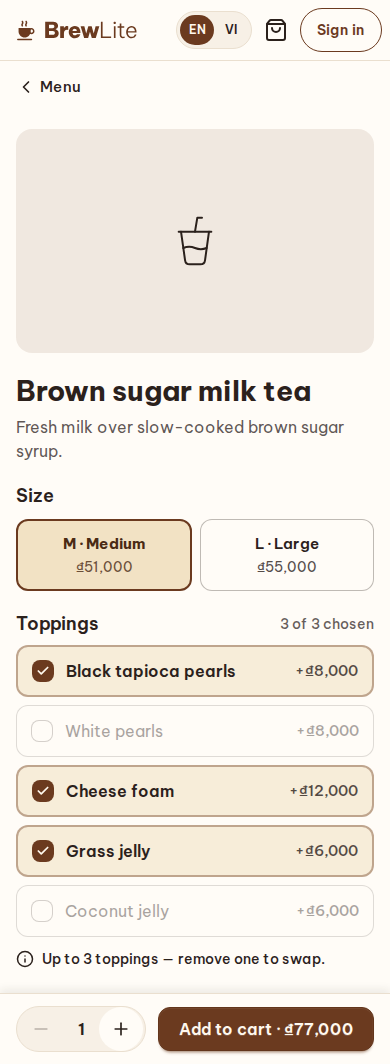 BrewLite
EN
VI
Sign in
Menu
Brown sugar milk tea
Fresh milk over slow-cooked brown sugar
syrup.
Size
M · Medium
₫51,000
L · Large
₫55,000
Toppings
3 of 3 chosen
Black tapioca pearls
+₫8,000
White pearls
+₫8,000
Cheese foam
+₫12,000
Grass jelly
+₫6,000
Coconut jelly
+₫6,000
Up to 3 toppings — remove one to swap.
1
Add to cart · ₫77,000